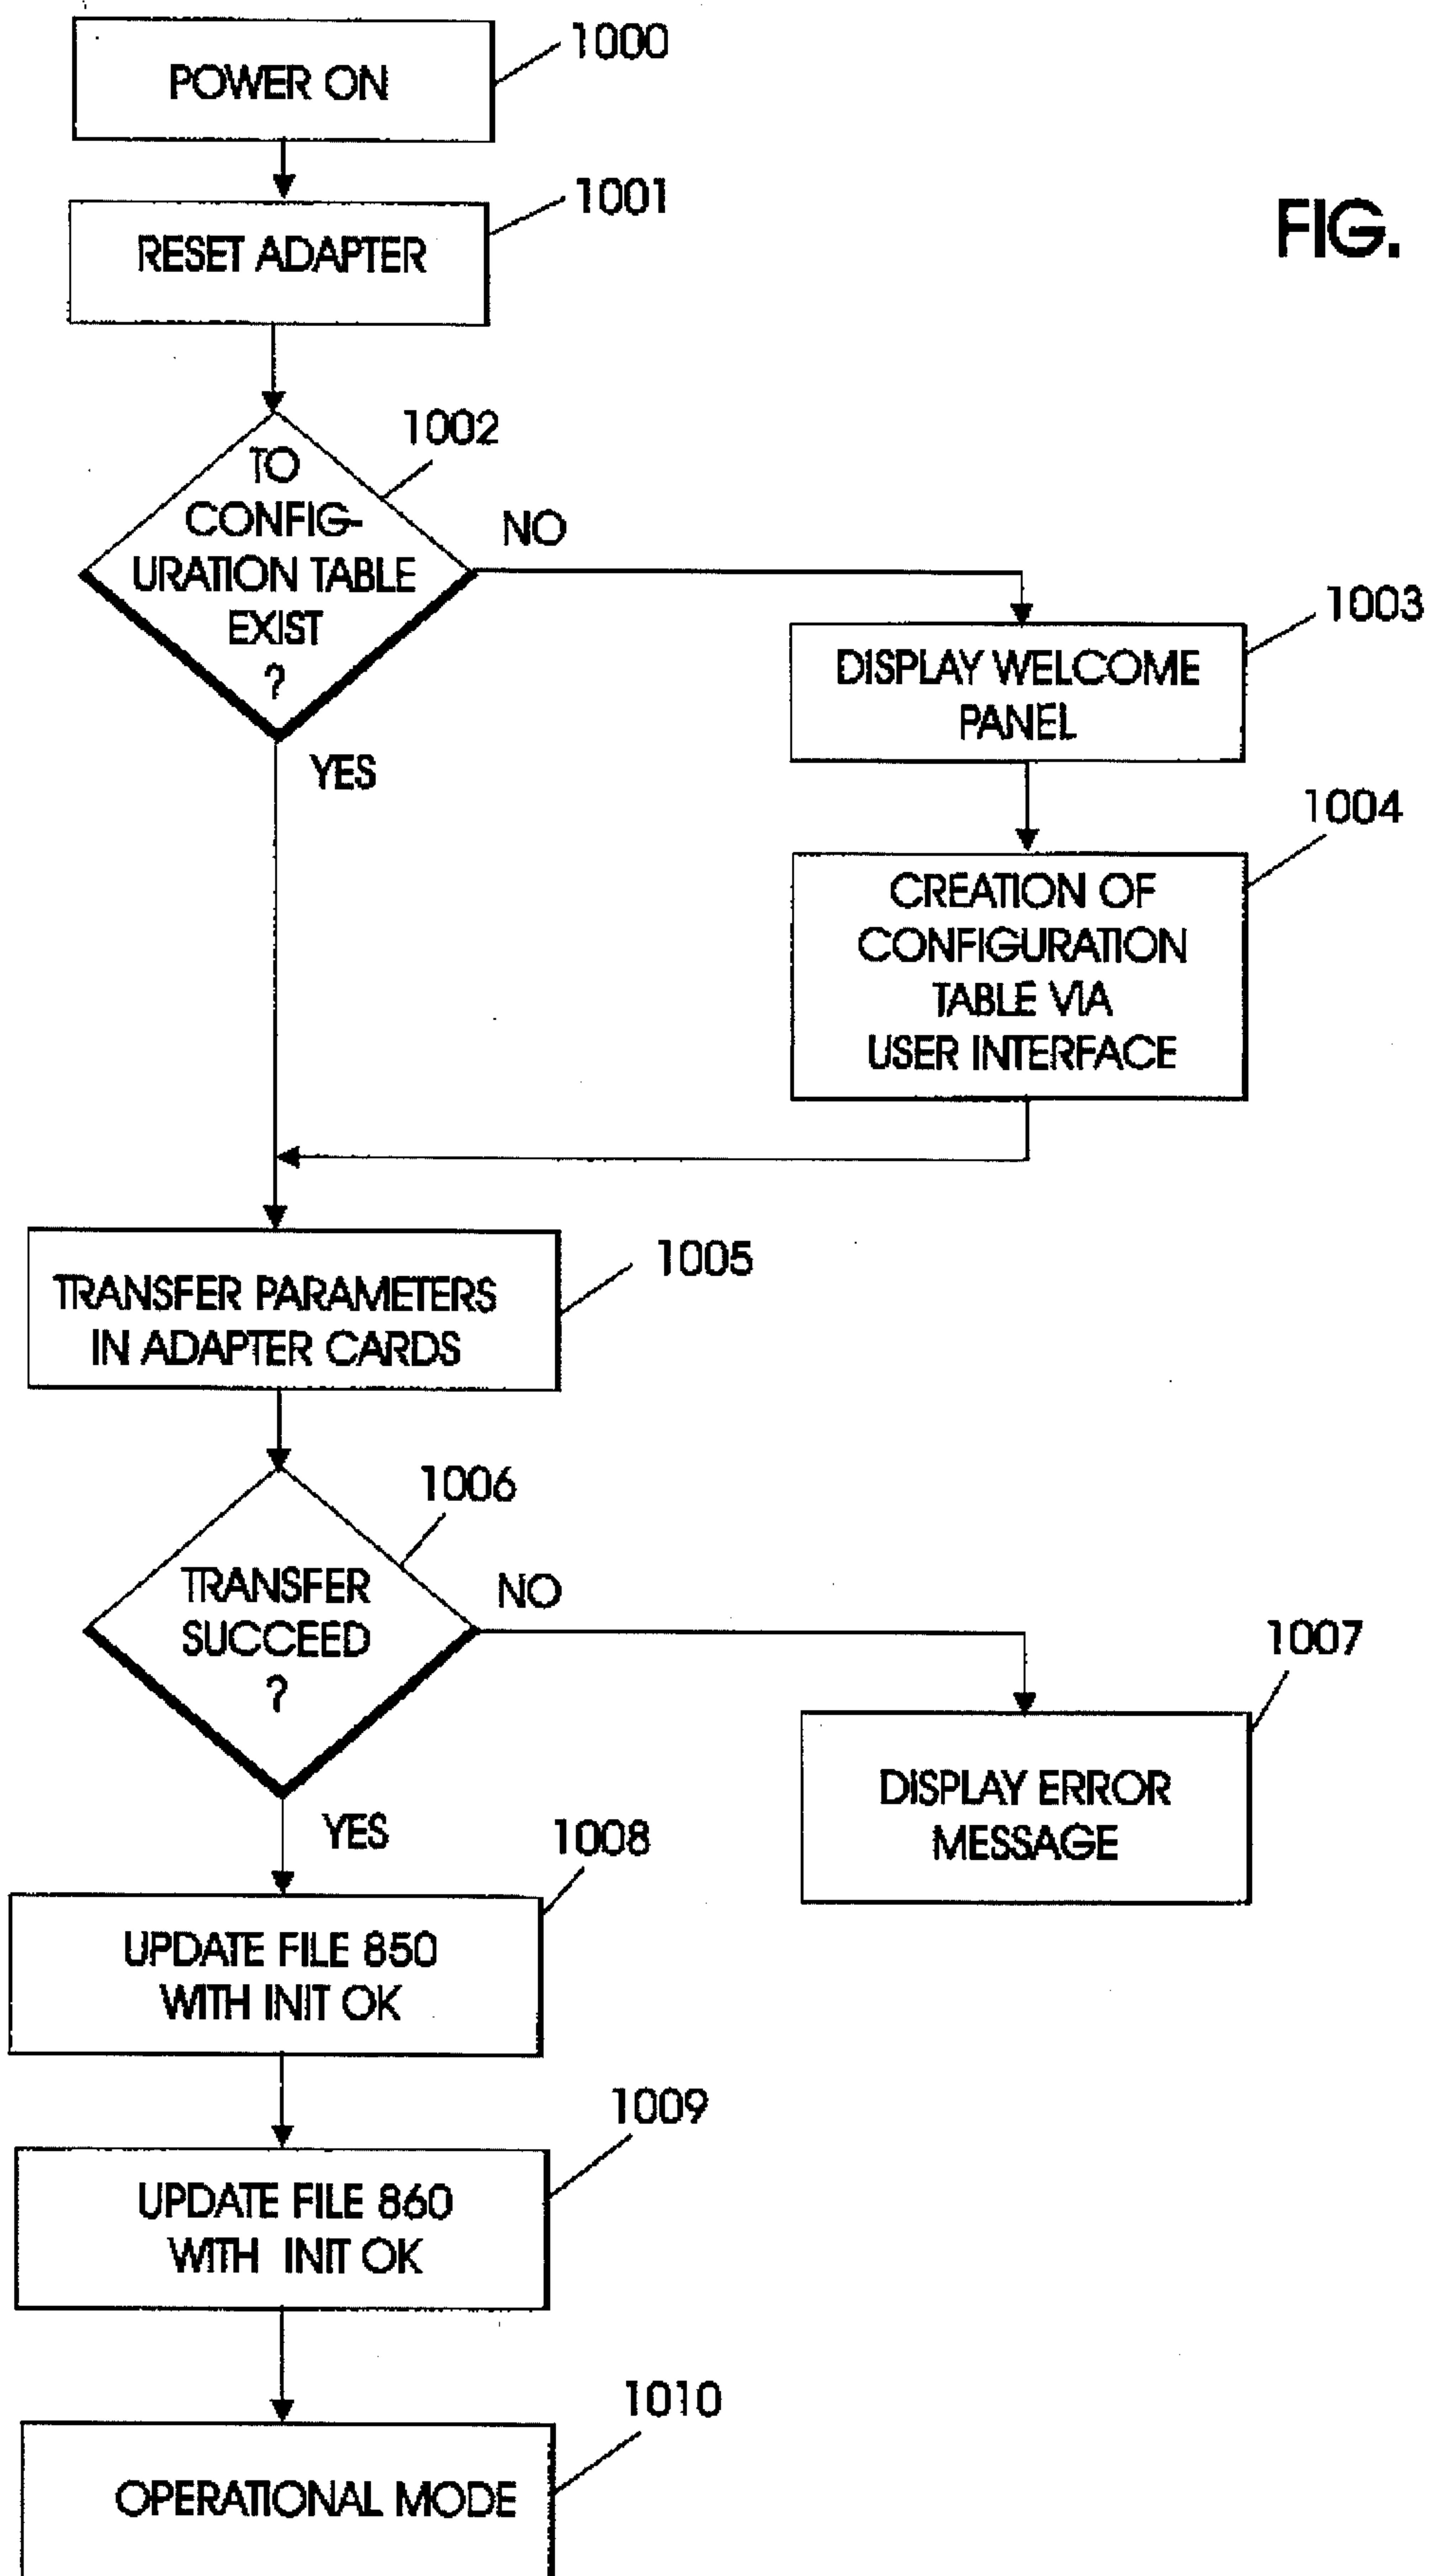 1000
POWER ON
1001
RESET ADAPTER
FIG.
1002
TO
CONFIG-
URATION TABLE
EXIST
?
NO
YES
1003
DISPLAY WELCOME
PANEL
1004
CREATION OF
CONFIGURATION
TABLE VIA
USER INTERFACE
1005
TRANSFER PARAMETERS
IN ADAPTER CARDS
1006
TRANSFER
SUCCEED
?
NO
YES
1007
DISPLAY ERROR
MESSAGE
1008
UPDATE FILE 850
WITH INIT OK
1009
UPDATE FILE 860
WITH INIT OK
1010
OPERATIONAL MODE